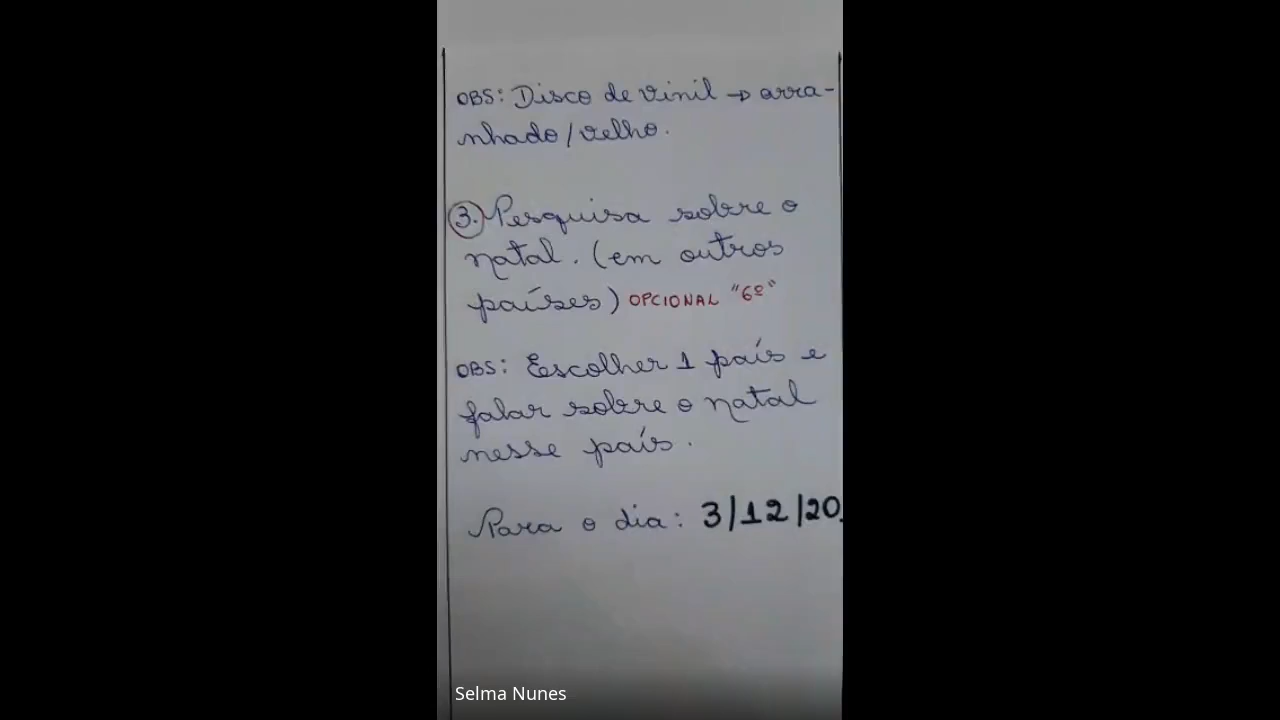 OBS: Disco de vinil → arra-
nhado/velho.
3. Pesquisa sobre o
natal. (em outros
países) OPCIONAL "6º"
OBS: Escolher 1 país e
falar sobre o natal
nesse país.
Para o dia: 3/12/20
Selma Nunes